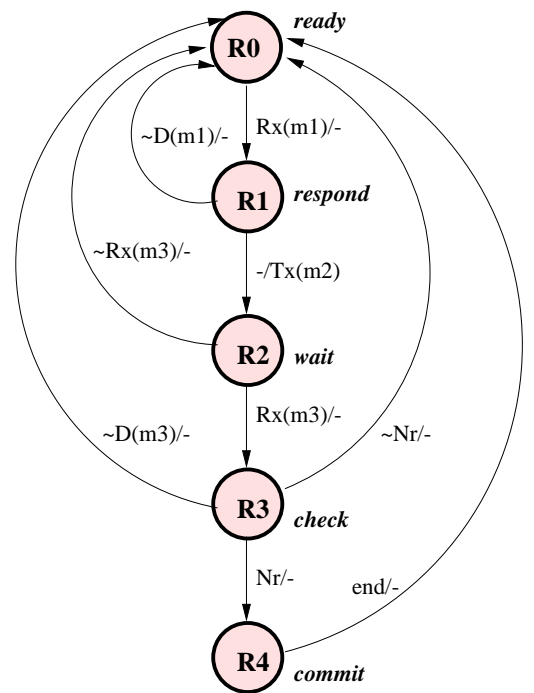 ready
R0
~D(m1)/-
Rx(m1)/-
R1
respond
~Rx(m3)/-
-/Tx(m2)
R2
wait
Rx(m3)/-
~D(m3)/-
~Nr/-
R3
check
Nr/-
end/-
R4
commit